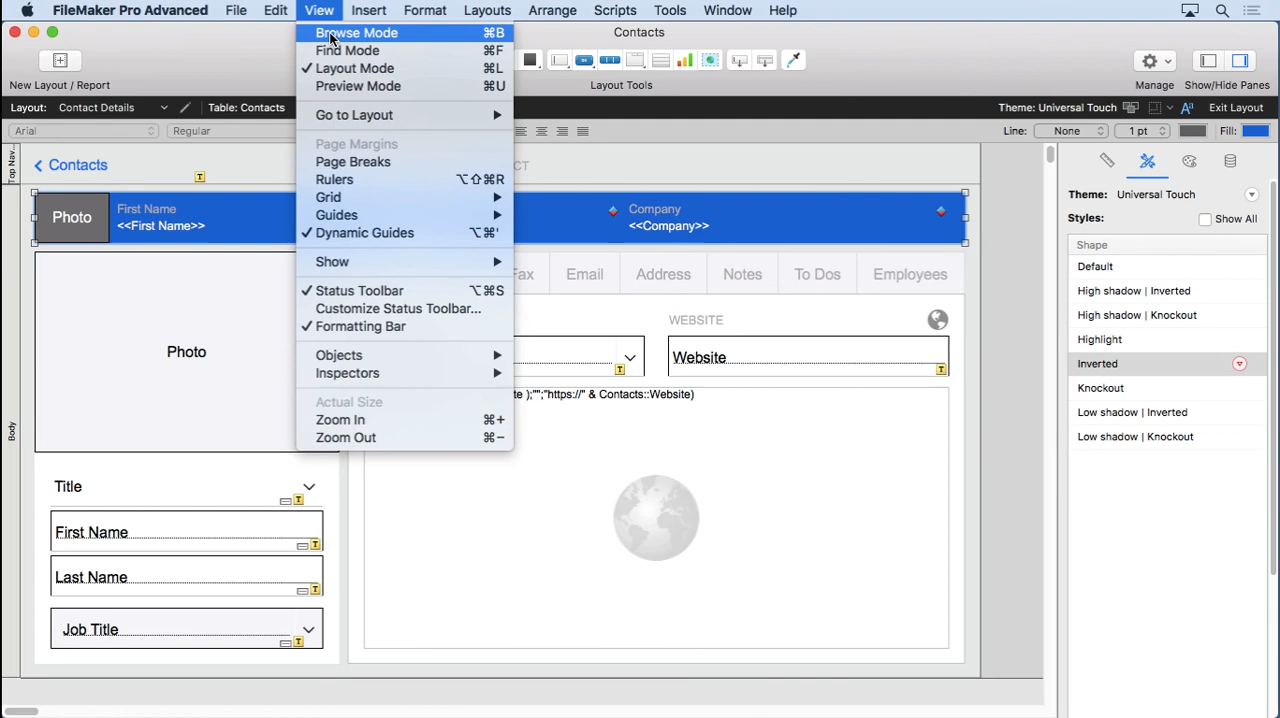 FileMaker Pro Advanced File Edit View Insert Format Layouts Arrange Scripts Tools Window Help
Contacts
New Layout / Report
Layout Tools
Manage
Show/Hide Panes
Layout: Contact Details
Table: Contacts
Theme: Universal Touch
Exit Layout
Arial
Regular
Line: None
1 pt
Fill:
Browse Mode ⌘B
Find Mode ⌘F
✓ Layout Mode ⌘L
Preview Mode ⌘U
Go to Layout
Page Margins
Page Breaks
Rulers ⌥⇧⌘R
Grid
Guides
✓ Dynamic Guides ⌥⌘'
Show
✓ Status Toolbar ⌥⌘S
Customize Status Toolbar...
✓ Formatting Bar
Objects
Inspectors
Actual Size
Zoom In ⌘+
Zoom Out ⌘−
Top Nav.
Contacts
T
CT
Photo
First Name
<<First Name>>
Company
<<Company>>
Body
Photo
Fax
Email
Address
Notes
To Dos
Employees
WEBSITE
T
Website
T
te );"";"https://" & Contacts::Website)
Title
T
First Name
T
Last Name
T
Job Title
T
Theme: Universal Touch
Styles:
Show All
Shape
Default
High shadow | Inverted
High shadow | Knockout
Highlight
Inverted
Knockout
Low shadow | Inverted
Low shadow | Knockout